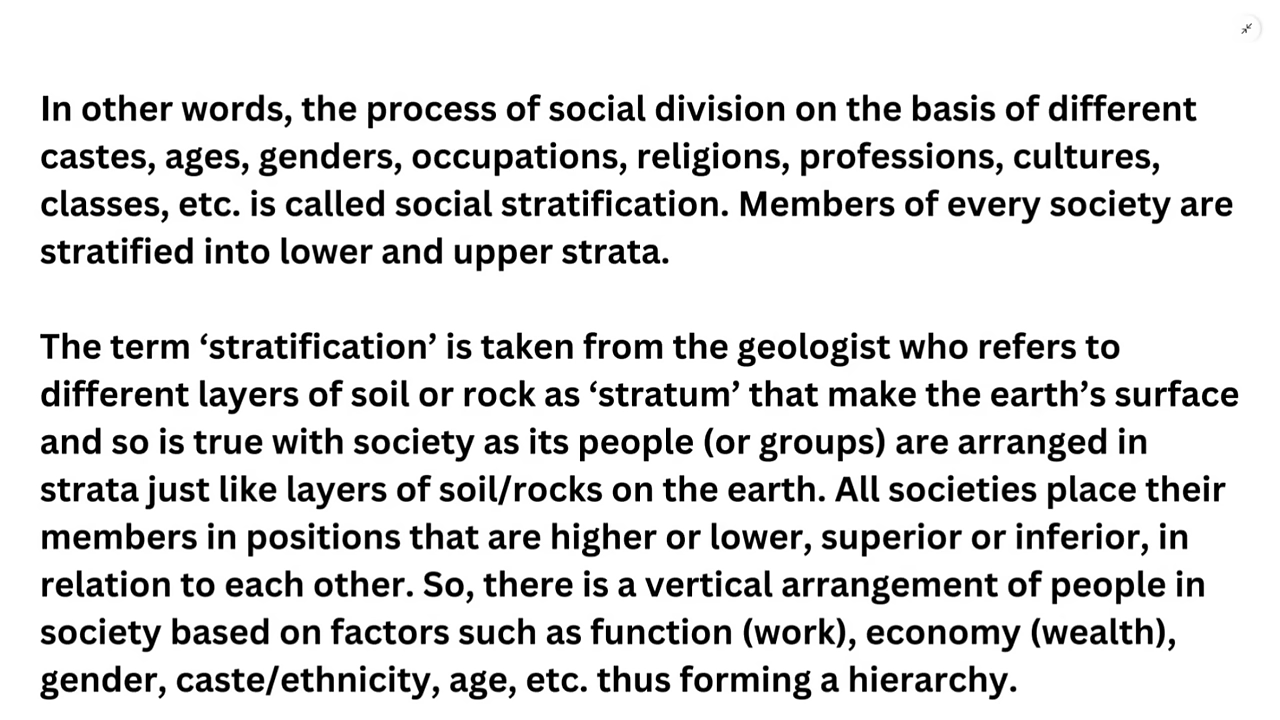 In other words, the process of social division on the basis of different
castes, ages, genders, occupations, religions, professions, cultures,
classes, etc. is called social stratification. Members of every society are
stratified into lower and upper strata.
The term ‘stratification’ is taken from the geologist who refers to
different layers of soil or rock as ‘stratum’ that make the earth’s surface
and so is true with society as its people (or groups) are arranged in
strata just like layers of soil/rocks on the earth. All societies place their
members in positions that are higher or lower, superior or inferior, in
relation to each other. So, there is a vertical arrangement of people in
society based on factors such as function (work), economy (wealth),
gender, caste/ethnicity, age, etc. thus forming a hierarchy.